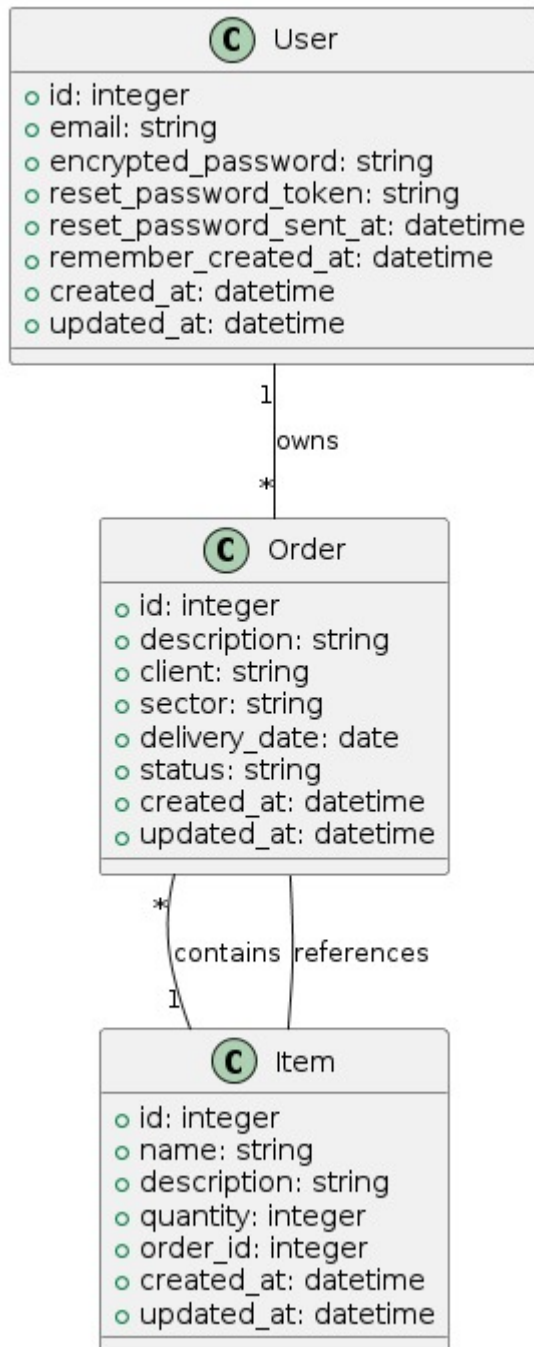 C User
id: integer
email: string
encrypted_password: string
reset_password_token: string
reset_password_sent_at: datetime
remember_created_at: datetime
created_at: datetime
updated_at: datetime
1
owns
*
C Order
id: integer
description: string
client: string
sector: string
delivery_date: date
status: string
created_at: datetime
updated_at: datetime
*
contains references
1
C Item
id: integer
name: string
description: string
quantity: integer
order_id: integer
created_at: datetime
updated_at: datetime